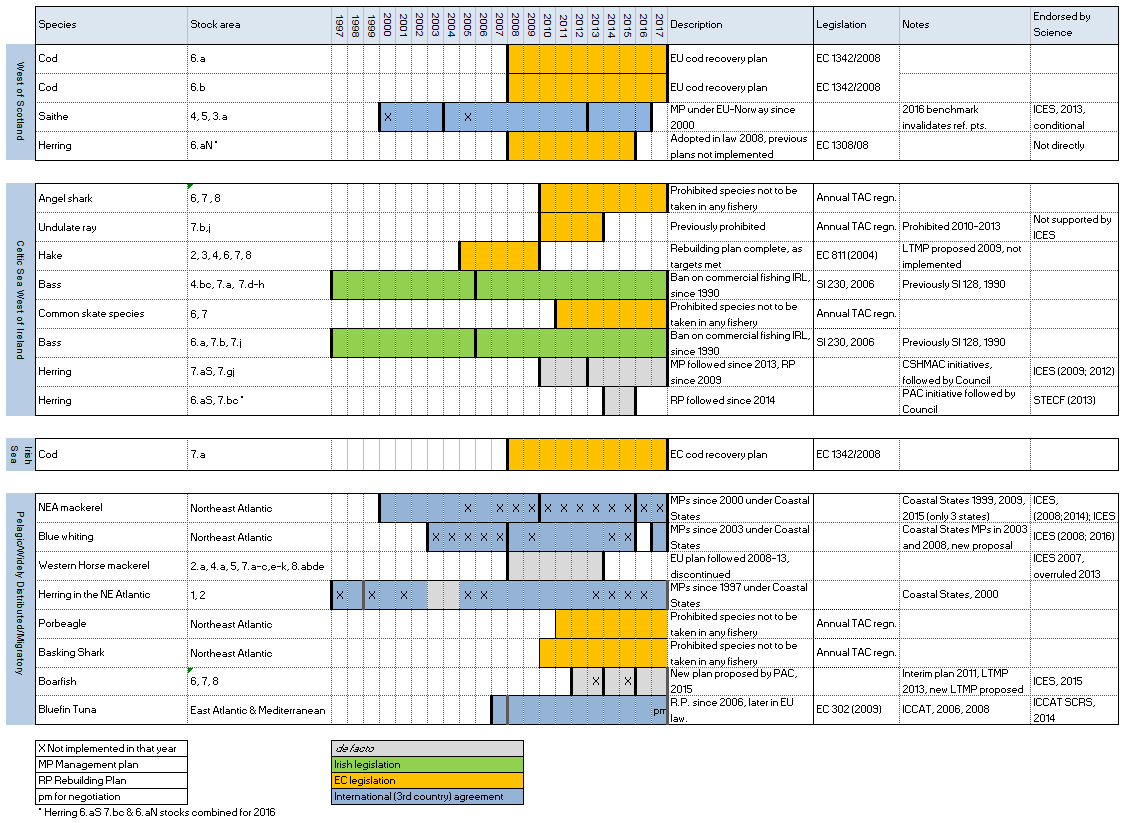 Species Stock area 1997 1998 1999 2000 2001 2002 2003 2004 2005 2006 2007 2008 2009 2010 2011 2012 2013 2014 2015 2016 2017 Description Legislation Notes Endorsed by
Science
West of Scotland
Cod 6.a EU cod recovery plan EC 1342/2008
Cod 6.b EU cod recovery plan EC 1342/2008
Saithe 4, 5, 3.a X X MP under EU-Norway since
2000 2016 benchmark
invalidates ref. pts. ICES, 2013,
conditional
Herring 6.aN* Adopted in law 2008, previous
plans not implemented EC 1308/08 Not directly
Celtic Sea West of Ireland
Angel shark 6, 7, 8 Prohibited species not to be
taken in any fishery Annual TAC regn.
Undulate ray 7.b,j Previously prohibited Annual TAC regn. Prohibited 2010-2013 Not supported by
ICES
Hake 2, 3, 4, 6, 7, 8 Rebuilding plan complete, as
targets met EC 811 (2004) LTMP proposed 2009, not
implemented
Bass 4.bc, 7.a, 7.d-h Ban on commercial fishing IRL,
since 1990 SI 230, 2006 Previously SI 128, 1990
Common skate species 6, 7 Prohibited species not to be
taken in any fishery Annual TAC regn.
Bass 6.a, 7.b, 7.j Ban on commercial fishing IRL,
since 1990 SI 230, 2006 Previously SI 128, 1990
Herring 7.aS, 7.gj MP followed since 2013, RP
since 2009 CSHMAC initiatives,
followed by Council ICES (2009; 2012)
Herring 6.aS, 7.bc* RP followed since 2014 PAC initiative followed by
Council STECF (2013)
Irish
Sea
Cod 7.a EC cod recovery plan EC 1342/2008
Pelagic/Widely Distributed/Migratory
NEA mackerel Northeast Atlantic X X X X X X X X X X X X MPs since 2000 under Coastal
States Coastal States 1999, 2009,
2015 (only 3 states) ICES,
(2008;2014); ICES
Blue whiting Northeast Atlantic X X X X X X X X MPs since 2003 under Coastal
States Coastal States MPs in 2003
and 2008, new proposal ICES (2008; 2016)
Western Horse mackerel 2.a, 4.a, 5, 7.a-c,e-k, 8.abde EU plan followed 2008-13,
discontinued ICES 2007,
overruled 2013
Herring in the NE Atlantic 1, 2 X X X X X X X X X MPs since 1997 under Coastal
States Coastal States, 2000
Porbeagle Northeast Atlantic Prohibited species not to be
taken in any fishery Annual TAC regn.
Basking Shark Northeast Atlantic Prohibited species not to be
taken in any fishery Annual TAC regn.
Boarfish 6, 7, 8 X X New plan proposed by PAC,
2015 Interim plan 2011, LTMP
2013, new LTMP proposed ICES, 2015
Bluefin Tuna East Atlantic & Mediterranean pm R.P. since 2006, later in EU
law. EC 302 (2009) ICCAT, 2006, 2008 ICCAT SCRS,
2014
X Not implemented in that year
MP Management plan
RP Rebuilding Plan
pm for negotiation
* Herring 6.aS 7.bc & 6.aN stocks combined for 2016
de facto
Irish legislation
EC legislation
International (3rd country) agreement